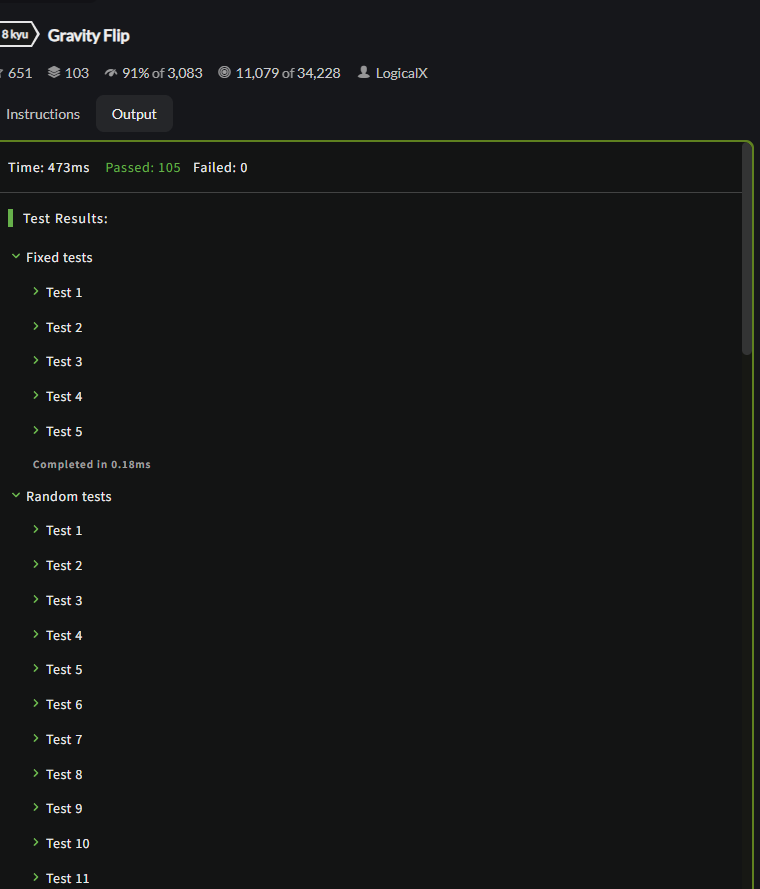 8 kyu Gravity Flip
651 103 91% of 3,083 11,079 of 34,228 LogicalX
Instructions Output
Time: 473ms Passed: 105 Failed: 0
Test Results:
Fixed tests
Test 1
Test 2
Test 3
Test 4
Test 5
Completed in 0.18ms
Random tests
Test 1
Test 2
Test 3
Test 4
Test 5
Test 6
Test 7
Test 8
Test 9
Test 10
Test 11